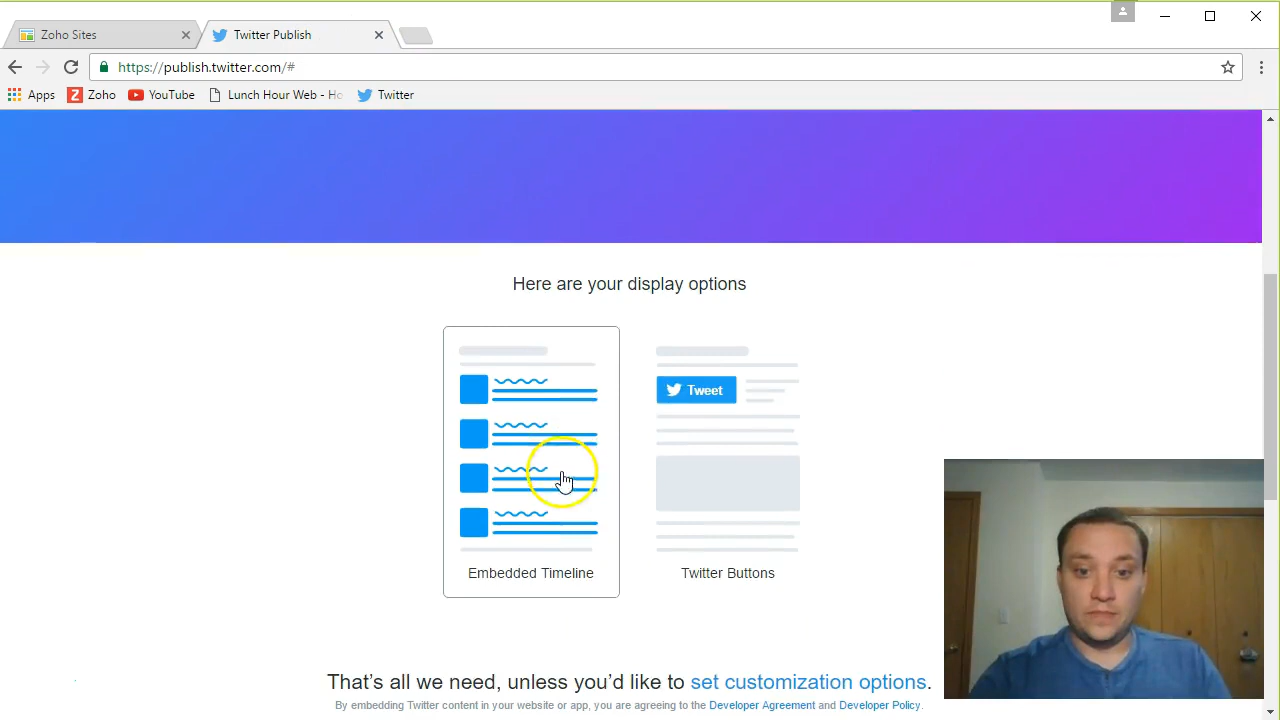 Zoho Sites
Twitter Publish
https://publish.twitter.com/#
Apps Zoho YouTube Lunch Hour Web - Ho Twitter
Here are your display options
Tweet
Embedded Timeline
Twitter Buttons
That’s all we need, unless you’d like to set customization options.
By embedding Twitter content in your website or app, you are agreeing to the Developer Agreement and Developer Policy.